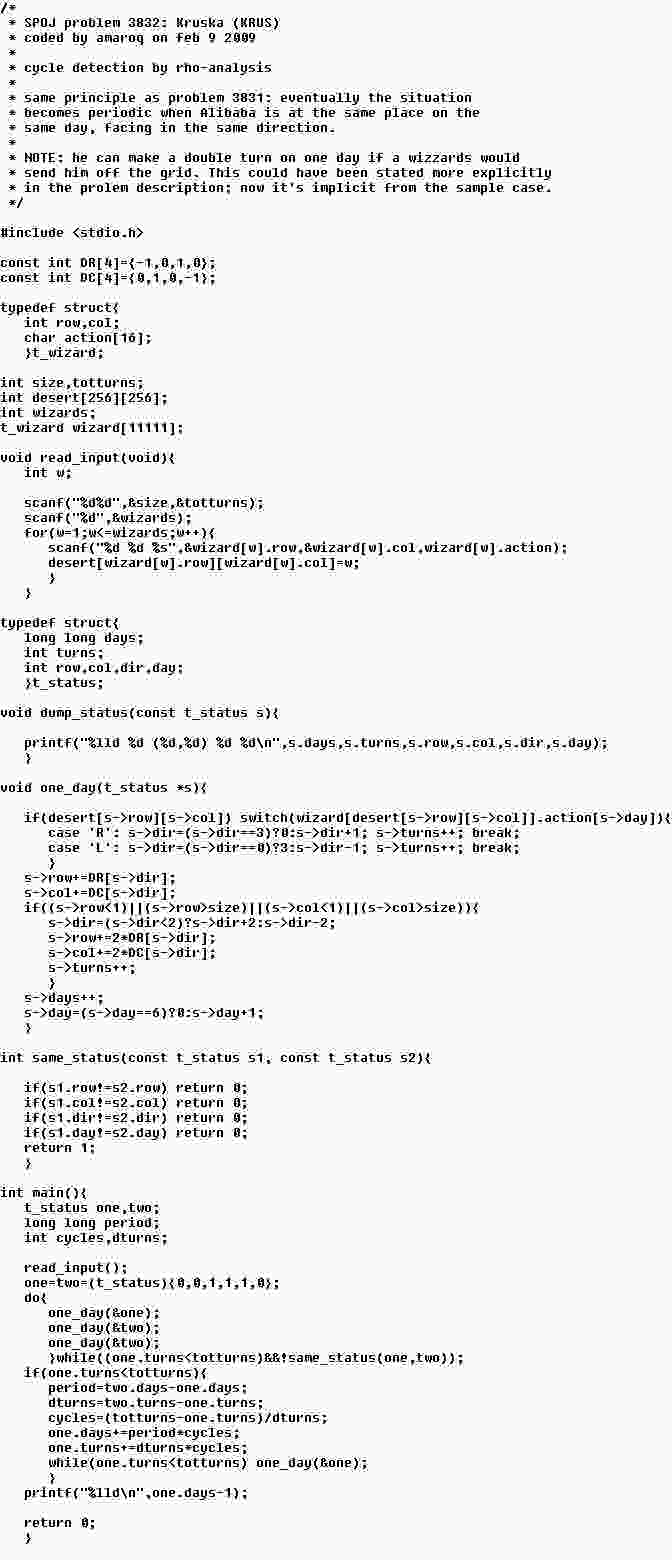 /*
 * SPOJ problem 3832: Kruska (KRUS)
 * coded by amaroq on feb 9 2009
 *
 * cycle detection by rho-analysis
 *
 * same principle as problem 3831: eventually the situation
 * becomes periodic when Alibaba is at the same place on the
 * same day, facing in the same direction.
 *
 * NOTE: he can make a double turn on one day if a wizzards would
 * send him off the grid. This could have been stated more explicitly
 * in the prolem description; now it's implicit from the sample case.
 */

#include <stdio.h>

const int DR[4]={-1,0,1,0};
const int DC[4]={0,1,0,-1};

typedef struct{
   int row,col;
   char action[16];
   }t_wizard;

int size,totturns;
int desert[256][256];
int wizards;
t_wizard wizard[11111];

void read_input(void){
   int w;

   scanf("%d%d",&size,&totturns);
   scanf("%d",&wizards);
   for(w=1;w<=wizards;w++){
      scanf("%d %d %s",&wizard[w].row,&wizard[w].col,wizard[w].action);
      desert[wizard[w].row][wizard[w].col]=w;
      }
   }

typedef struct{
   long long days;
   int turns;
   int row,col,dir,day;
   }t_status;

void dump_status(const t_status s){

   printf("%lld %d (%d,%d) %d %d\n",s.days,s.turns,s.row,s.col,s.dir,s.day);
   }

void one_day(t_status *s){

   if(desert[s->row][s->col]) switch(wizard[desert[s->row][s->col]].action[s->day]){
      case 'R': s->dir=(s->dir==3)?0:s->dir+1; s->turns++; break;
      case 'L': s->dir=(s->dir==0)?3:s->dir-1; s->turns++; break;
      }
   s->row+=DR[s->dir];
   s->col+=DC[s->dir];
   if((s->row<1)||(s->row>size)||(s->col<1)||(s->col>size)){
      s->dir=(s->dir<2)?s->dir+2:s->dir-2;
      s->row+=2*DR[s->dir];
      s->col+=2*DC[s->dir];
      s->turns++;
      }
   s->days++;
   s->day=(s->day==6)?0:s->day+1;
   }

int same_status(const t_status s1, const t_status s2){

   if(s1.row!=s2.row) return 0;
   if(s1.col!=s2.col) return 0;
   if(s1.dir!=s2.dir) return 0;
   if(s1.day!=s2.day) return 0;
   return 1;
   }

int main(){
   t_status one,two;
   long long period;
   int cycles,dturns;

   read_input();
   one=two=(t_status){0,0,1,1,1,0};
   do{
      one_day(&one);
      one_day(&two);
      one_day(&two);
      }while((one.turns<totturns)&&!same_status(one,two));
   if(one.turns<totturns){
      period=two.days-one.days;
      dturns=two.turns-one.turns;
      cycles=(totturns-one.turns)/dturns;
      one.days+=period*cycles;
      one.turns+=dturns*cycles;
      while(one.turns<totturns) one_day(&one);
      }
   printf("%lld\n",one.days-1);

   return 0;
   }